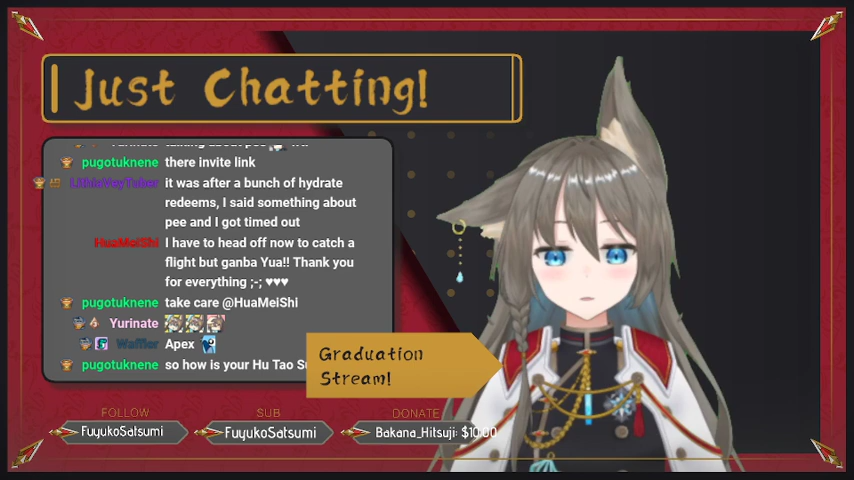 Just Chatting!
pugotuknene there invite link
LithiaVeyTuber it was after a bunch of hydrate
redeems, I said something about
pee and I got timed out
HuaMeiShi I have to head off now to catch a
flight but ganba Yua!! Thank you
for everything ;-; ♥♥♥
pugotuknene take care @HuaMeiShi
Yurinate
Waffler Apex
pugotuknene so how is your Hu Tao
Graduation
Stream!
FOLLOW SUB DONATE
FuyukoSatsumi FuyukoSatsumi Bakana_Hitsuji: $10.00